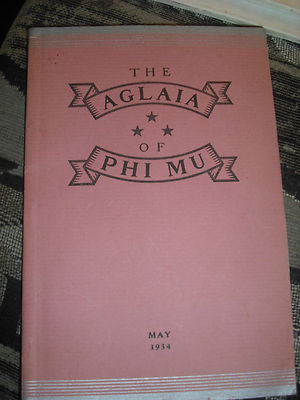 THE
AGLAIA
OF
PHI MU
MAY
1934